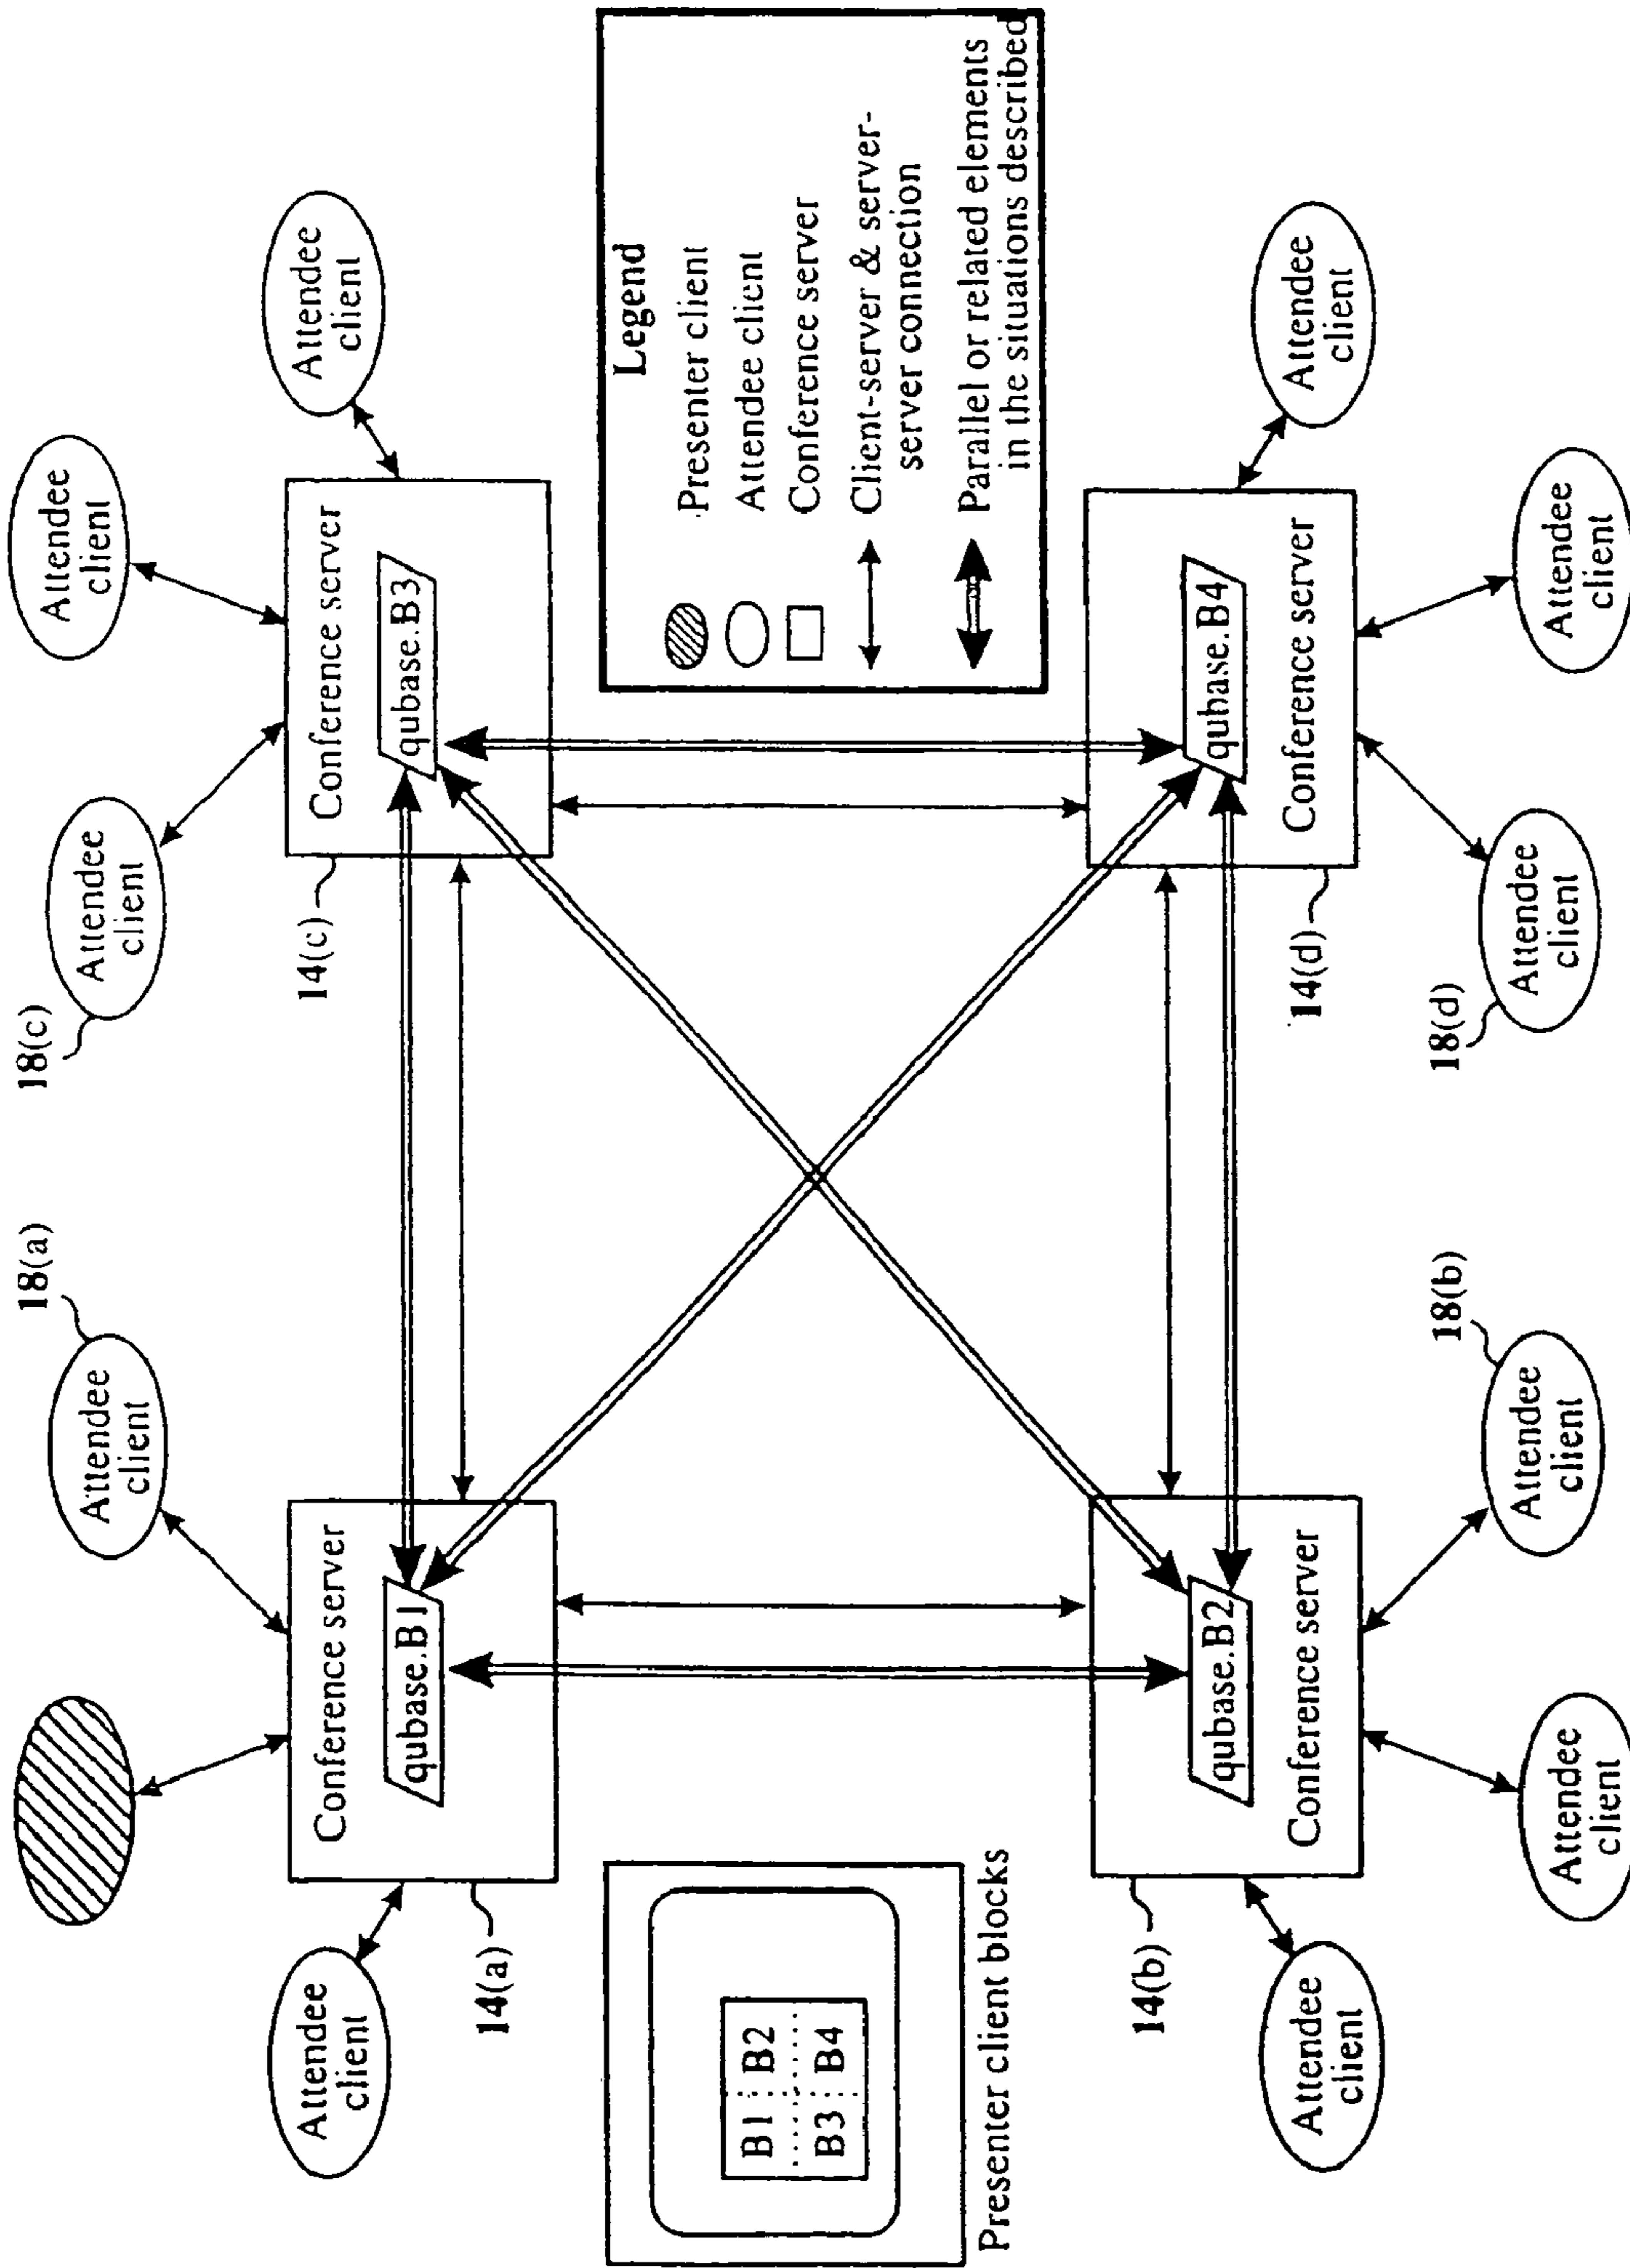 18(a)
18(c)
Attendee
client
Attendee
client
Attendee
client
Attendee
client
Attendee
client
Conference server
qubase.B1
14(a)
Conference server
qubase.B3
14(c)
B1 B2
B3 B4
Presenter client blocks
Legend
Presenter client
Attendee client
Conference server
Client-server & server-
server connection
Parallel or related elements
in the situations described
14(b)
qubase.B2
Conference server
14(d)
qubase.B4
Conference server
Attendee
client
Attendee
client
Attendee
client
18(b)
18(d)
Attendee
client
Attendee
client
Attendee
client